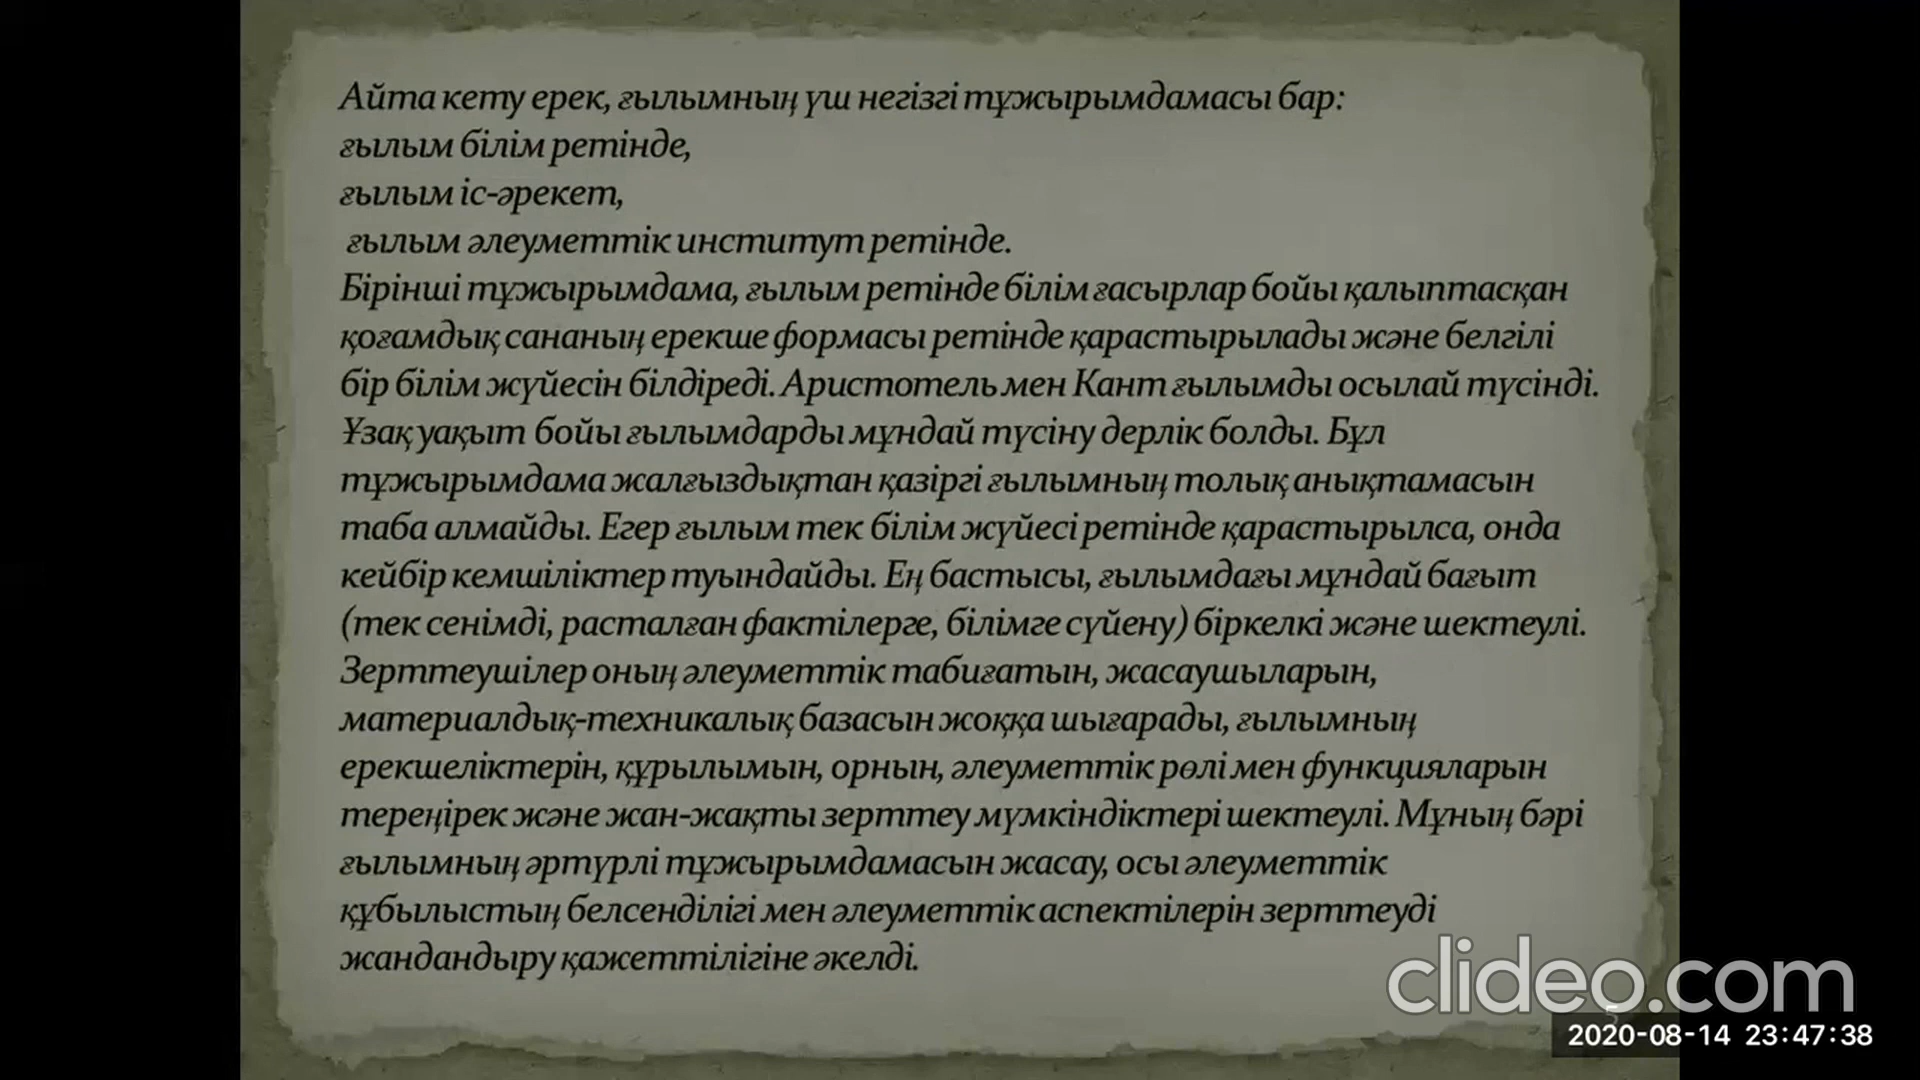 Айта кету ерек, ғылымның үш негізгі тұжырымдамасы бар:
ғылым білім ретінде,
ғылым іс-әрекет,
ғылым әлеуметтік институт ретінде.
Бірінші тұжырымдама, ғылым ретінде білім ғасырлар бойы қалыптасқан
қоғамдық сананың ерекше формасы ретінде қарастырылады және белгілі
бір білім жүйесін білдіреді. Аристотель мен Кант ғылымды осылай түсінді.
Ұзақ уақыт бойы ғылымдарды мұндай түсіну дерлік болды. Бұл
тұжырымдама жалғыздықтан қазіргі ғылымның толық анықтамасын
таба алмайды. Егер ғылым тек білім жүйесі ретінде қарастырылса, онда
кейбір кемшіліктер туындайды. Ең бастысы, ғылымдағы мұндай бағыт
(тек сенімді, расталған фактілерге, білімге сүйену) біркелкі және шектеулі.
Зерттеушілер оның әлеуметтік табиғатын, жасаушыларын,
материалдық-техникалық базасын жоққа шығарады, ғылымның
ерекшеліктерін, құрылымын, орнын, әлеуметтік рөлі мен функцияларын
тереңірек және жан-жақты зерттеу мүмкіндіктері шектеулі. Мұның бәрі
ғылымның әртүрлі тұжырымдамасын жасау, осы әлеуметтік
құбылыстың белсенділігі мен әлеуметтік аспектілерін зерттеуді
жандандыру қажеттілігіне әкелді.
clideo.com
5
2020-08-14 23:47:38